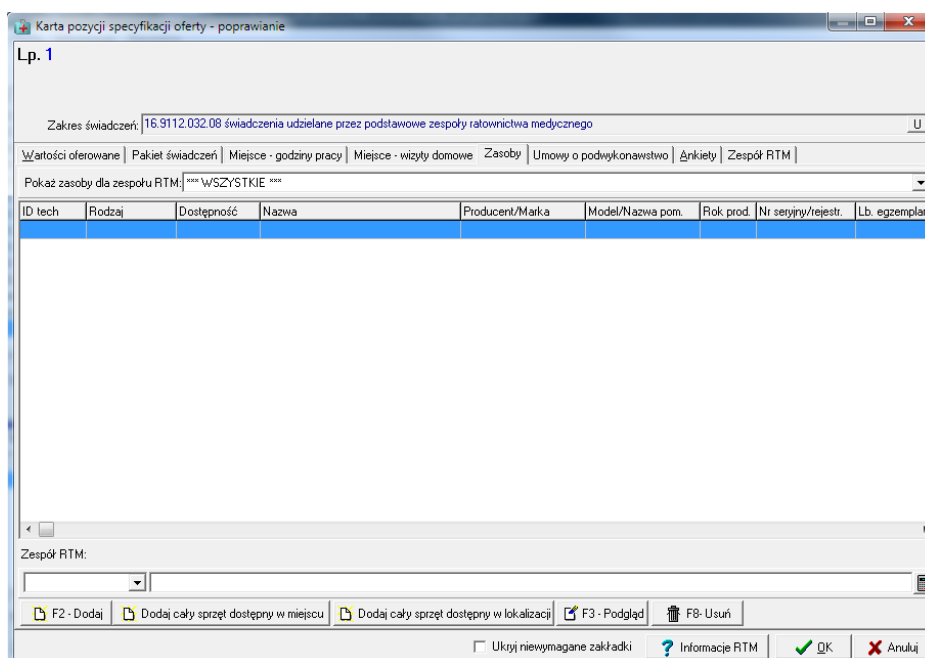 Karta pozycji specyfikacji oferty - poprawianie
Lp. 1
Zakres świadczeń: 16.9112.032.08 świadczenia udzielane przez podstawowe zespoły ratownictwa medycznego U
Wartości oferowane Pakiet świadczeń Miejsce - godziny pracy Miejsce - wizyty domowe Zasoby Umowy o podwykonawstwo Ankiety Zespół RTM
Pokaż zasoby dla zespołu RTM: *** WSZYSTKIE ***
ID tech Rodzaj Dostępność Nazwa Producent/Marka Model/Nazwa pom. Rok prod. Nr seryjny/rejestr. Lb. egzemplar
Zespół RTM:
F2 - Dodaj Dodaj cały sprzęt dostępny w miejscu Dodaj cały sprzęt dostępny w lokalizacji F3 - Podgląd F8- Usuń
Ukryj niewymagane zakładki Informacje RTM OK Anuluj